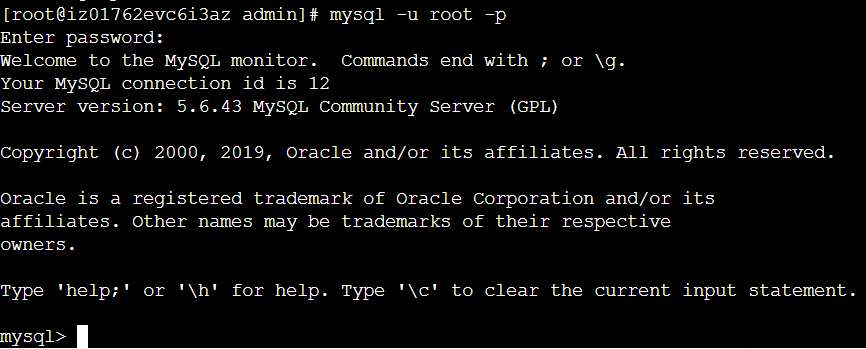 [root@iz01762evc6i3az admin]# mysql -u root -p
Enter password:
Welcome to the MySQL monitor.  Commands end with ; or \g.
Your MySQL connection id is 12
Server version: 5.6.43 MySQL Community Server (GPL)
Copyright (c) 2000, 2019, Oracle and/or its affiliates. All rights reserved.
Oracle is a registered trademark of Oracle Corporation and/or its
affiliates. Other names may be trademarks of their respective
owners.
Type 'help;' or '\h' for help. Type '\c' to clear the current input statement.
mysql>